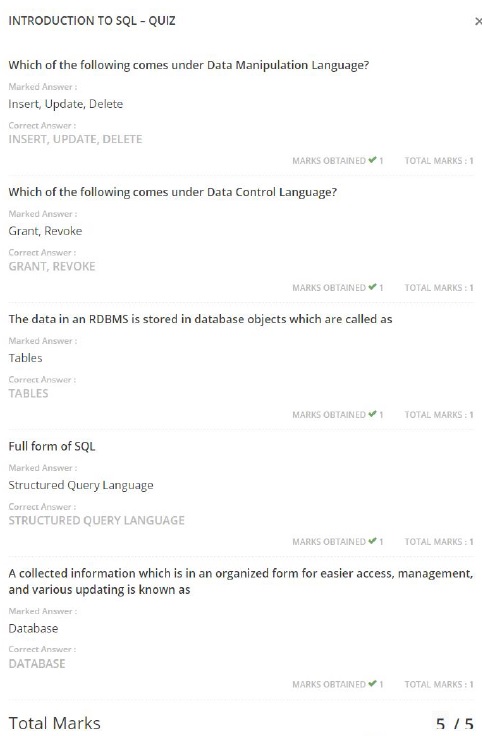 INTRODUCTION TO SQL – QUIZ ×
Which of the following comes under Data Manipulation Language?
Marked Answer :
Insert, Update, Delete
Correct Answer :
INSERT, UPDATE, DELETE
MARKS OBTAINED ✔ 1 TOTAL MARKS : 1
Which of the following comes under Data Control Language?
Marked Answer :
Grant, Revoke
Correct Answer :
GRANT, REVOKE
MARKS OBTAINED ✔ 1 TOTAL MARKS : 1
The data in an RDBMS is stored in database objects which are called as
Marked Answer :
Tables
Correct Answer :
TABLES
MARKS OBTAINED ✔ 1 TOTAL MARKS : 1
Full form of SQL
Marked Answer :
Structured Query Language
Correct Answer :
STRUCTURED QUERY LANGUAGE
MARKS OBTAINED ✔ 1 TOTAL MARKS : 1
A collected information which is in an organized form for easier access, management,
and various updating is known as
Marked Answer :
Database
Correct Answer :
DATABASE
MARKS OBTAINED ✔ 1 TOTAL MARKS : 1
Total Marks 5 / 5